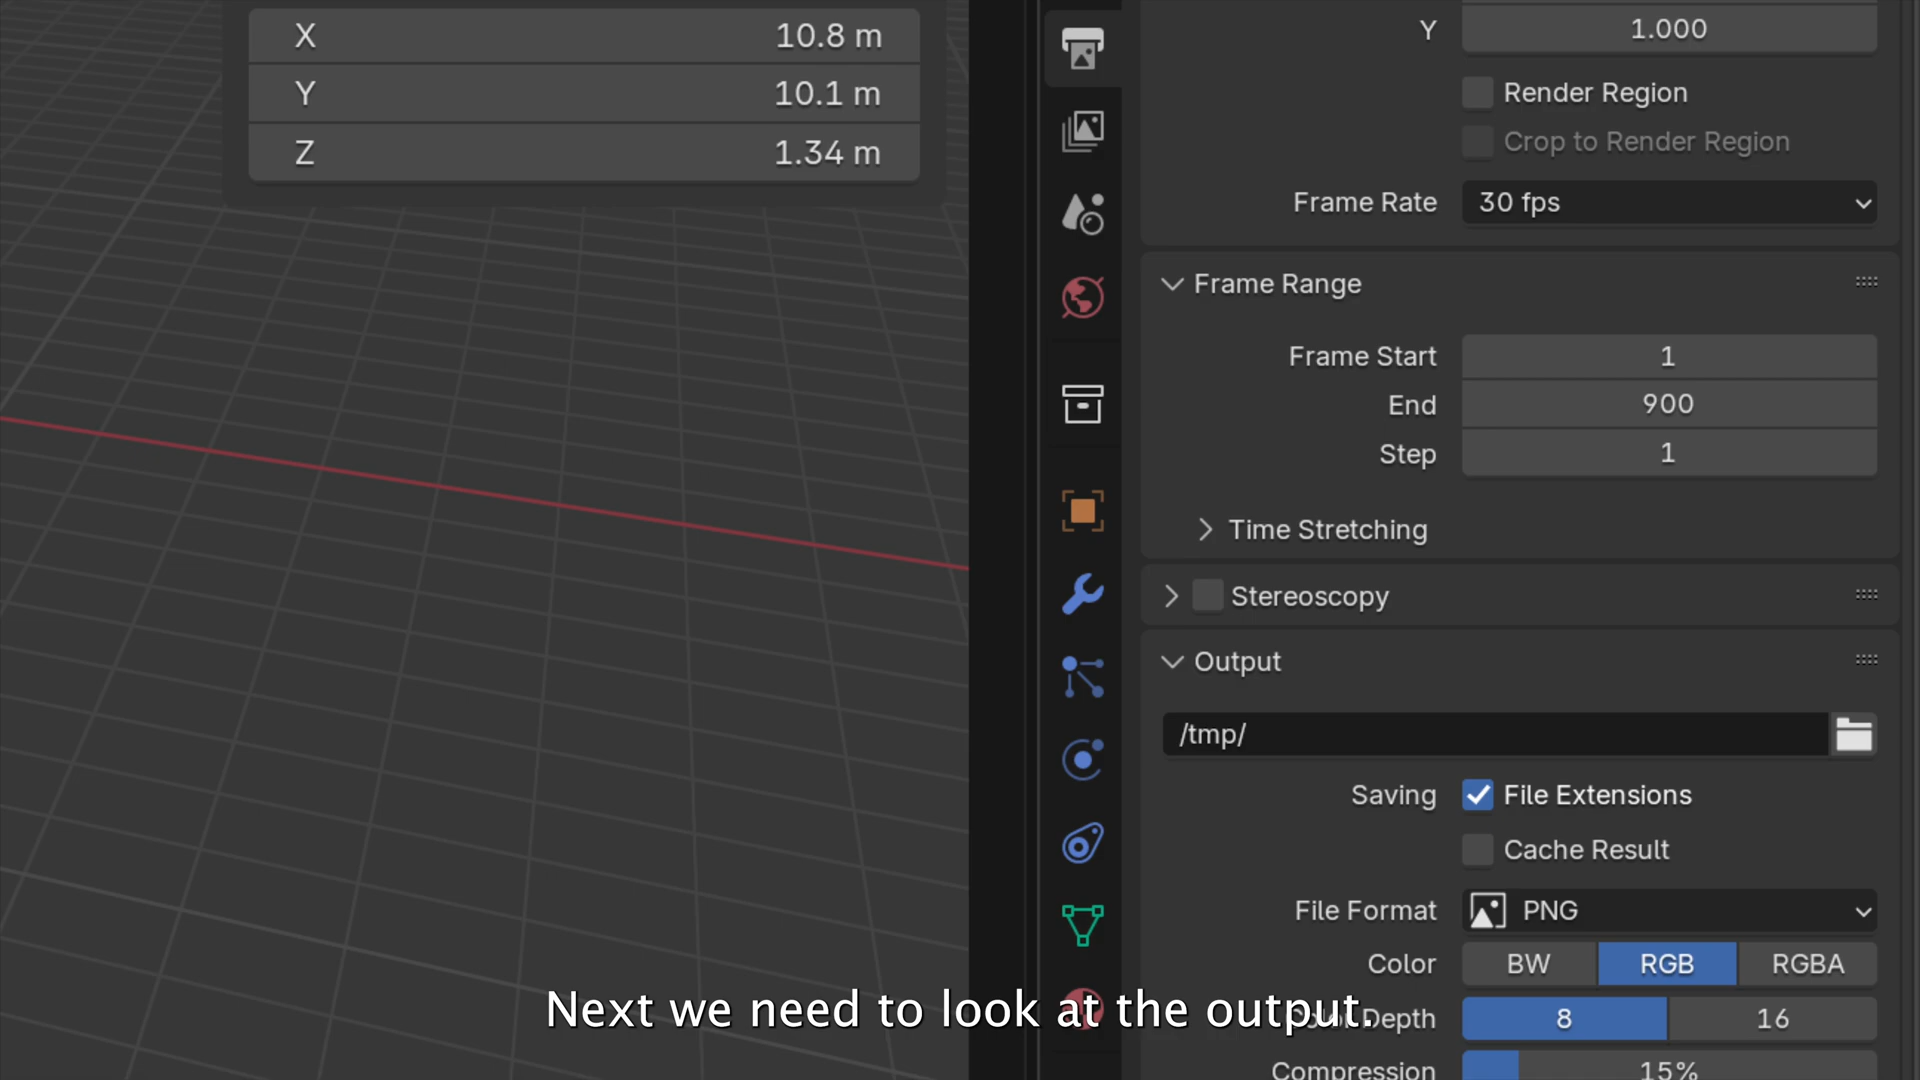 X 10.8 m
Y 10.1 m
Z 1.34 m
Y 1.000
Render Region
Crop to Render Region
Frame Rate 30 fps
Frame Range
Frame Start 1
End 900
Step 1
Time Stretching
Stereoscopy
Output
/tmp/
Saving File Extensions
Cache Result
File Format PNG
Color BW RGB RGBA
Depth 8 16
Compression 15%
Next we need to look at the output.